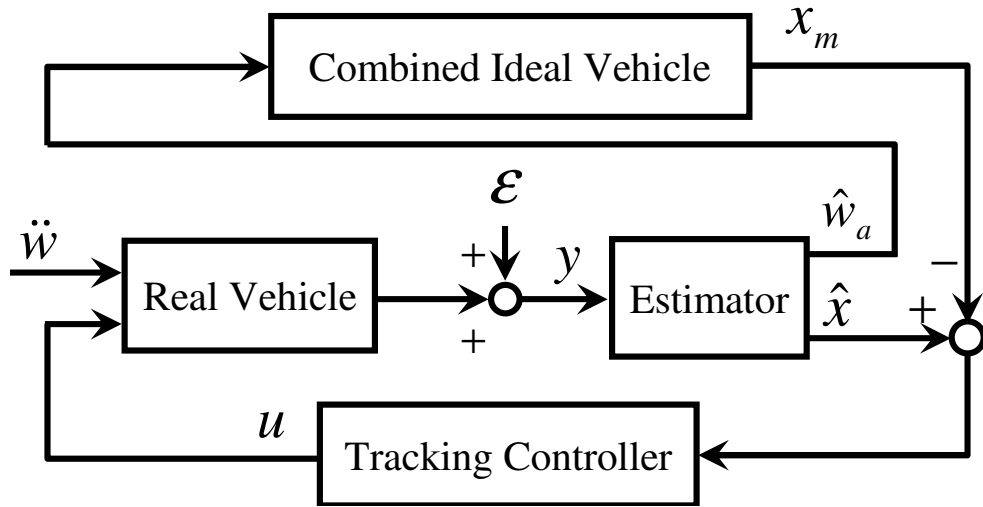 x_m
Combined Ideal Vehicle
ε
ŵ_a
ẅ
+
y
−
Real Vehicle
Estimator
x̂
+
+
u
Tracking Controller